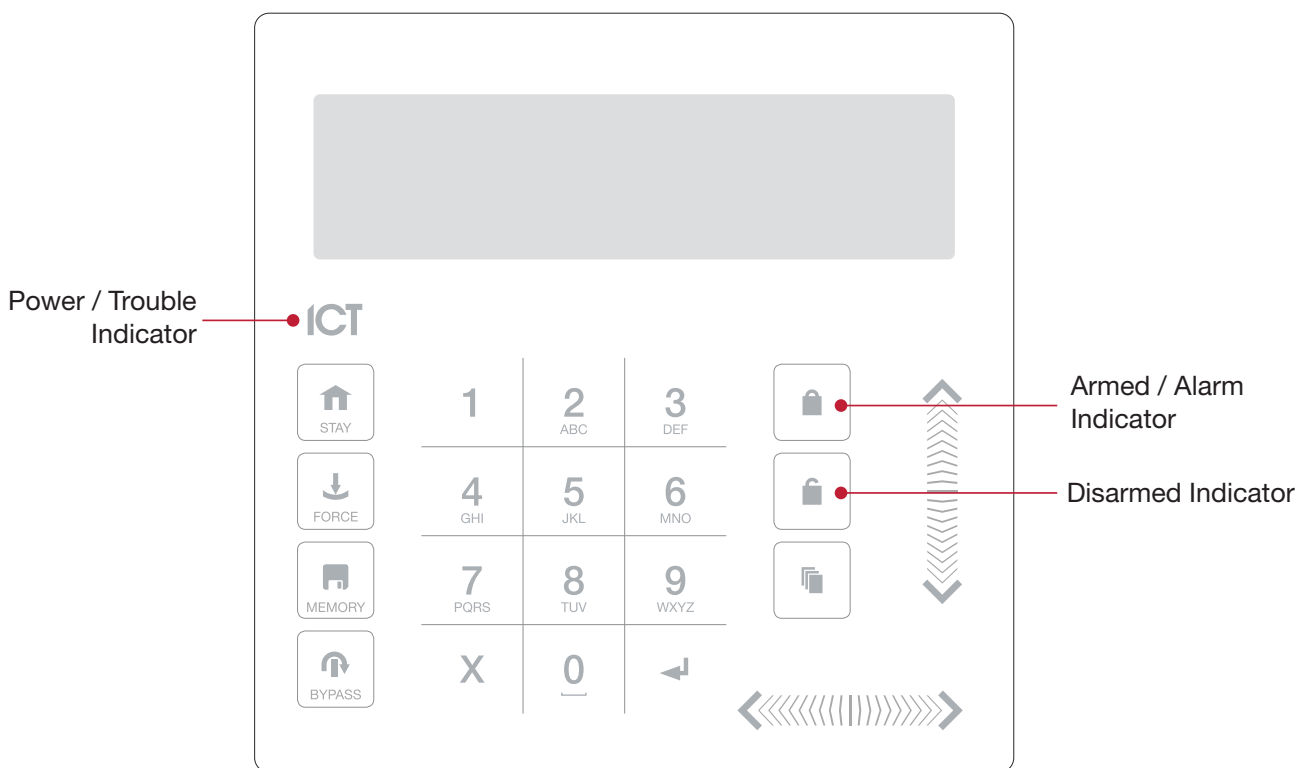 Power / Trouble
Indicator
ICT
STAY
1
2
ABC
3
DEF
Armed / Alarm
Indicator
FORCE
4
GHI
5
JKL
6
MNO
Disarmed Indicator
MEMORY
7
PQRS
8
TUV
9
WXYZ
BYPASS
X
0